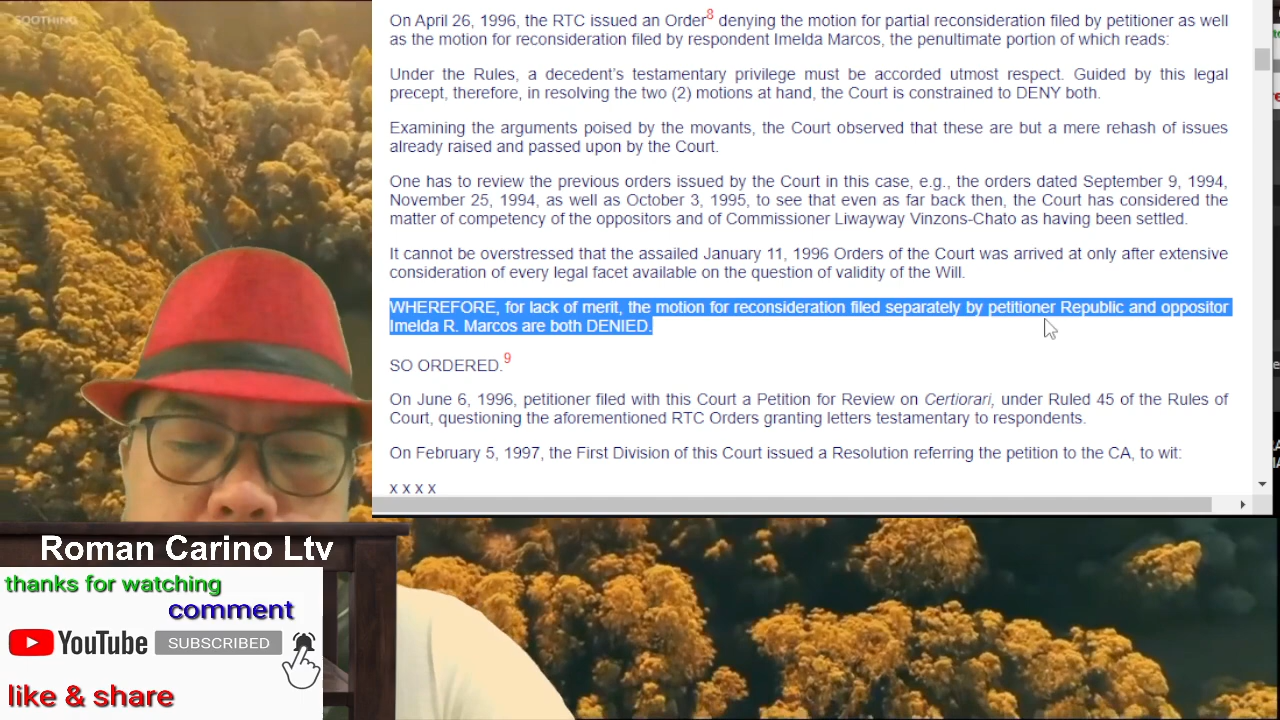 SOOTHING
On April 26, 1996, the RTC issued an Order8 denying the motion for partial reconsideration filed by petitioner as well
as the motion for reconsideration filed by respondent Imelda Marcos, the penultimate portion of which reads:
Under the Rules, a decedent's testamentary privilege must be accorded utmost respect. Guided by this legal
precept, therefore, in resolving the two (2) motions at hand, the Court is constrained to DENY both.
Examining the arguments poised by the movants, the Court observed that these are but a mere rehash of issues
already raised and passed upon by the Court.
One has to review the previous orders issued by the Court in this case, e.g., the orders dated September 9, 1994,
November 25, 1994, as well as October 3, 1995, to see that even as far back then, the Court has considered the
matter of competency of the oppositors and of Commissioner Liwayway Vinzons-Chato as having been settled.
It cannot be overstressed that the assailed January 11, 1996 Orders of the Court was arrived at only after extensive
consideration of every legal facet available on the question of validity of the Will.
WHEREFORE, for lack of merit, the motion for reconsideration filed separately by petitioner Republic and oppositor
Imelda R. Marcos are both DENIED.
SO ORDERED.9
On June 6, 1996, petitioner filed with this Court a Petition for Review on Certiorari, under Ruled 45 of the Rules of
Court, questioning the aforementioned RTC Orders granting letters testamentary to respondents.
On February 5, 1997, the First Division of this Court issued a Resolution referring the petition to the CA, to wit:
x x x x
Roman Carino Ltv
thanks for watching
comment
YouTube SUBSCRIBED
like & share